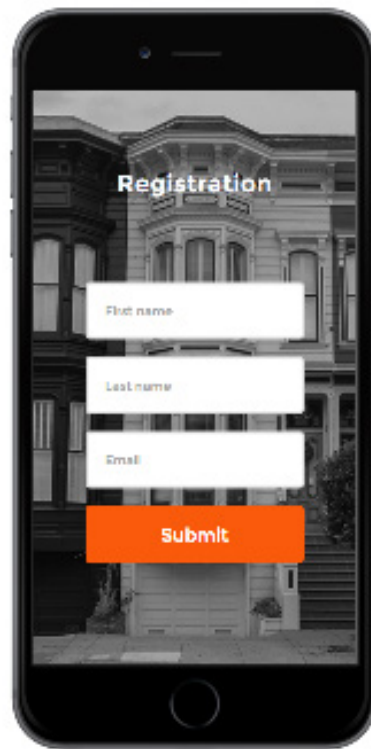 Registration
First name
Last name
Email
Submit